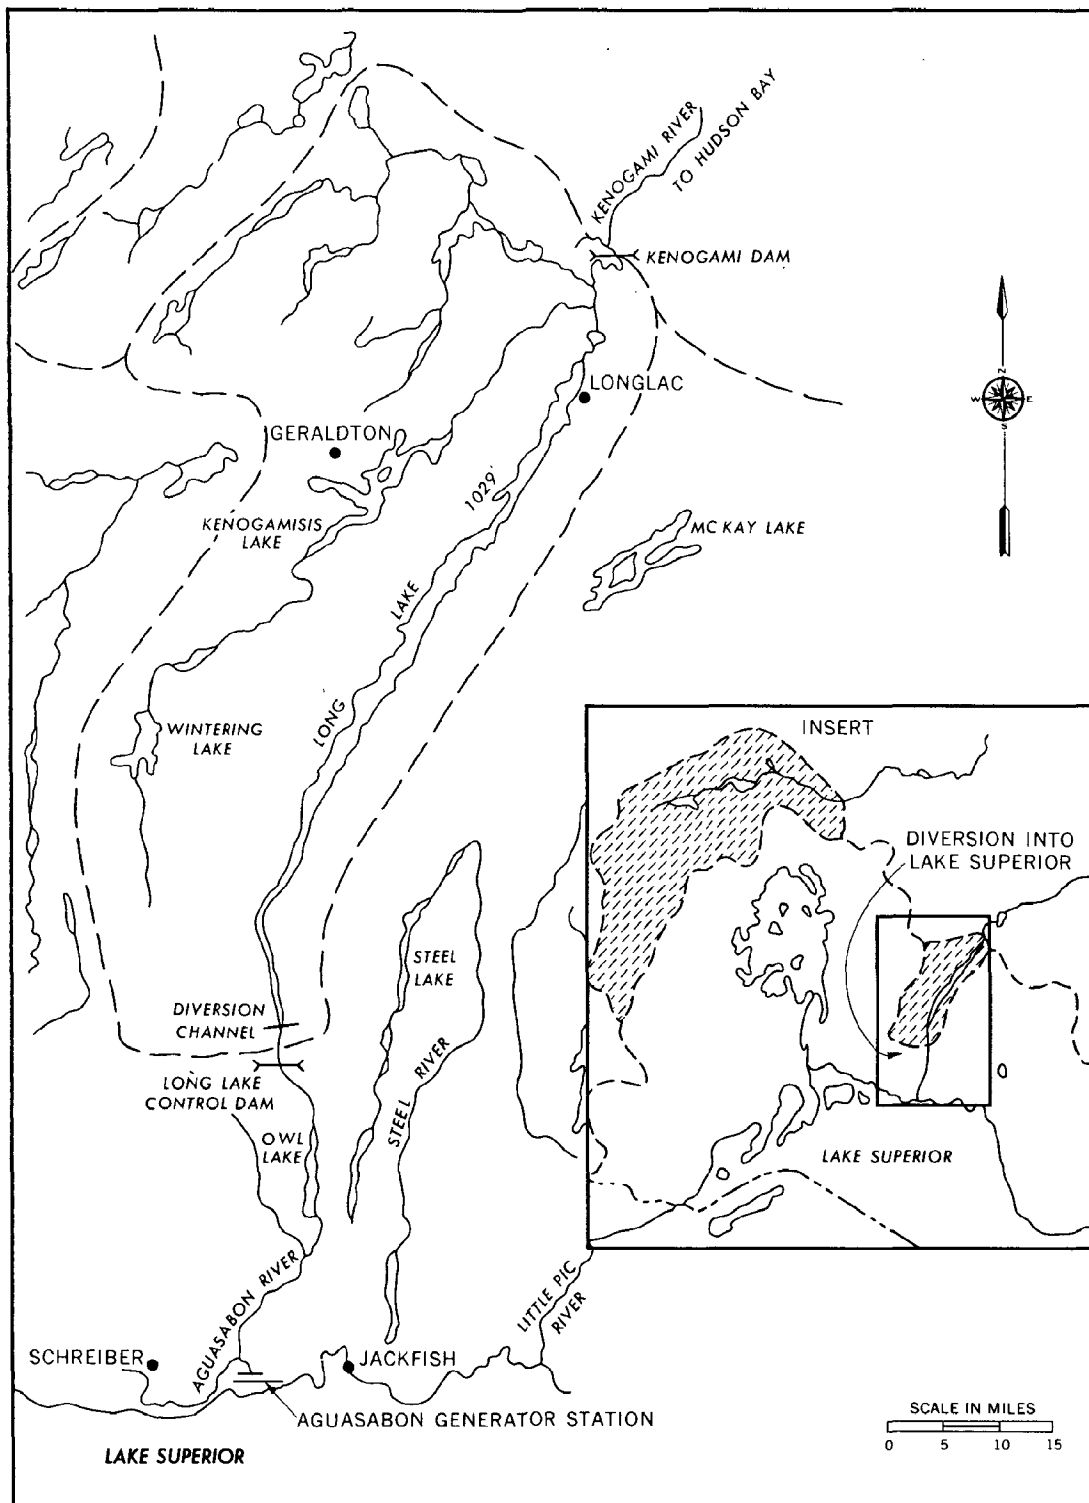 KENOGAMI RIVER
TO HUDSON BAY
KENOGAMI DAM
N
W E
S
LONGLAC
GERALDTON
1029'
KENOGAMISIS
LAKE
MC KAY LAKE
LONG LAKE
WINTERING
LAKE
INSERT
DIVERSION INTO
LAKE SUPERIOR
LAKE SUPERIOR
STEEL
LAKE
DIVERSION
CHANNEL
STEEL RIVER
LONG LAKE
CONTROL DAM
OWL
LAKE
AGUASABON RIVER
LITTLE PIC
RIVER
SCHREIBER
JACKFISH
AGUASABON GENERATOR STATION
LAKE SUPERIOR
SCALE IN MILES
0 5 10 15